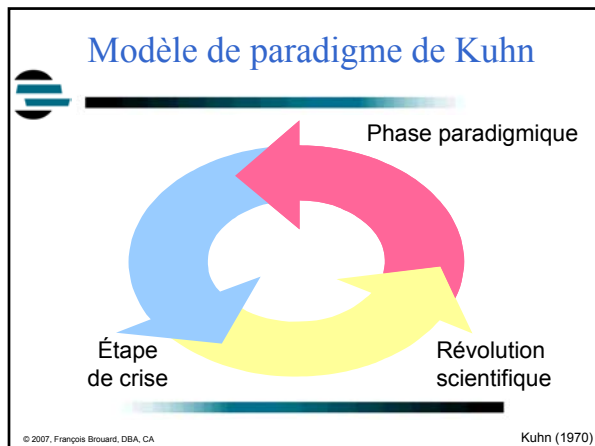 Modèle de paradigme de Kuhn
Phase paradigmique
Étape
de crise
Révolution
scientifique
© 2007, François Brouard, DBA, CA
Kuhn (1970)